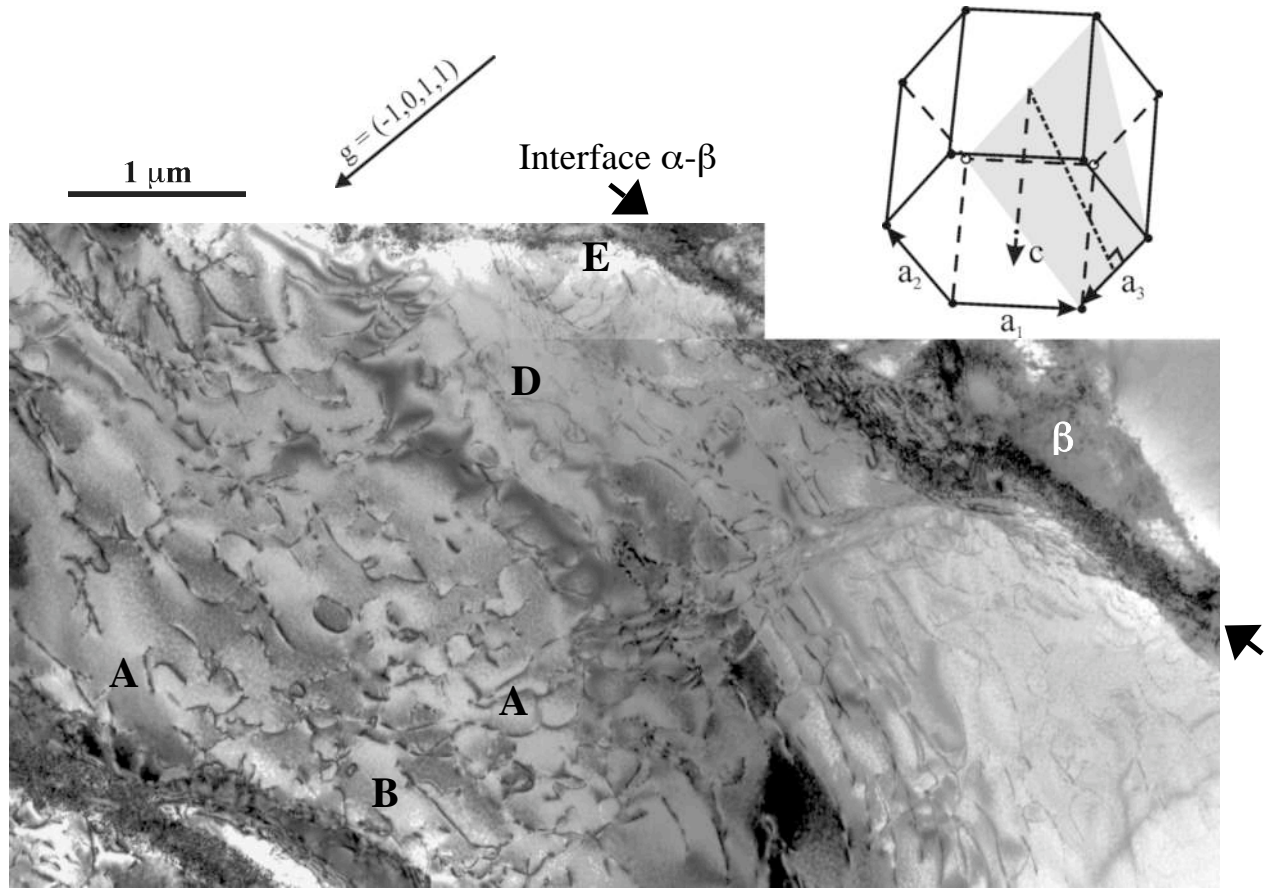 g = (-1,0,1,1)
1 μm
Interface α-β
E
D
β
A
A
B
c
a₂
a₃
a₁